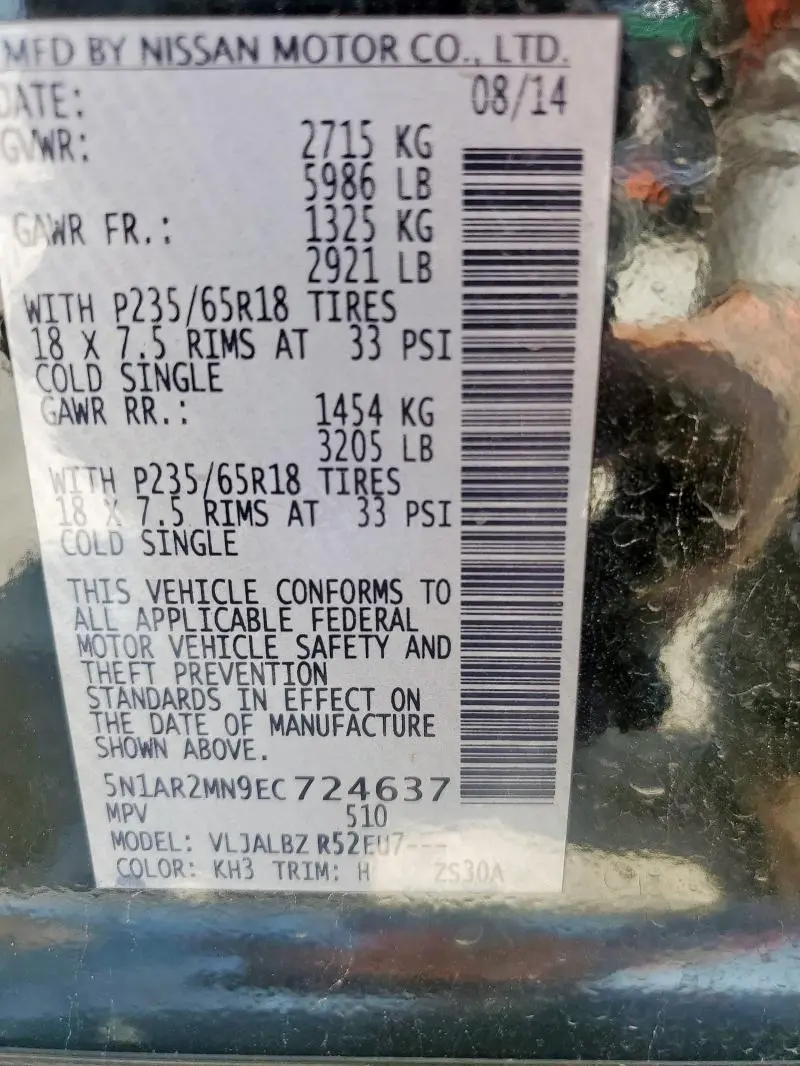 MFD BY NISSAN MOTOR CO., LTD.
DATE: 08/14
GVWR: 2715 KG
5986 LB
GAWR FR.: 1325 KG
2921 LB
WITH P235/65R18 TIRES
18 X 7.5 RIMS AT 33 PSI
COLD SINGLE
GAWR RR.: 1454 KG
3205 LB
WITH P235/65R18 TIRES
18 X 7.5 RIMS AT 33 PSI
COLD SINGLE
THIS VEHICLE CONFORMS TO
ALL APPLICABLE FEDERAL
MOTOR VEHICLE SAFETY AND
THEFT PREVENTION
STANDARDS IN EFFECT ON
THE DATE OF MANUFACTURE
SHOWN ABOVE.
5N1AR2MN9EC724637
MPV 510
MODEL: VLJALBZ R52EU7---
COLOR: KH3 TRIM: H ZS30A